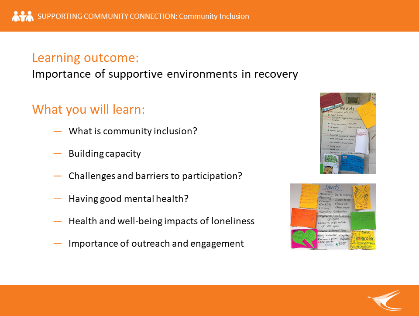 SUPPORTING COMMUNITY CONNECTION: Community Inclusion
Learning outcome:
Importance of supportive environments in recovery
What you will learn:
— What is community inclusion?
— Building capacity
— Challenges and barriers to participation?
— Having good mental health?
— Health and well-being impacts of loneliness
— Importance of outreach and engagement